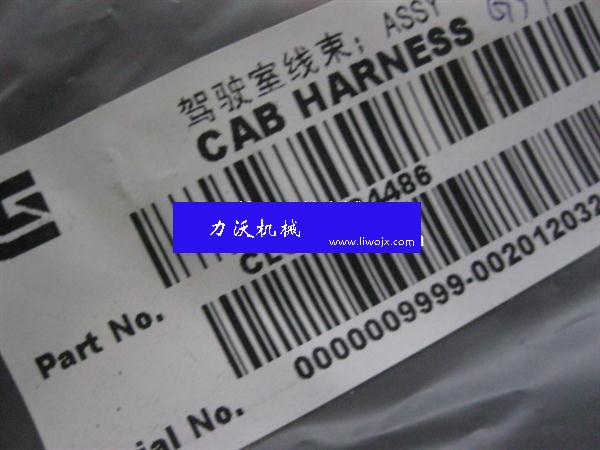 驾驶室线束；ASSY
CAB HARNESS
4486
力沃机械
www.liwojx.com
Part No.
0000009999-002012032
ial No.